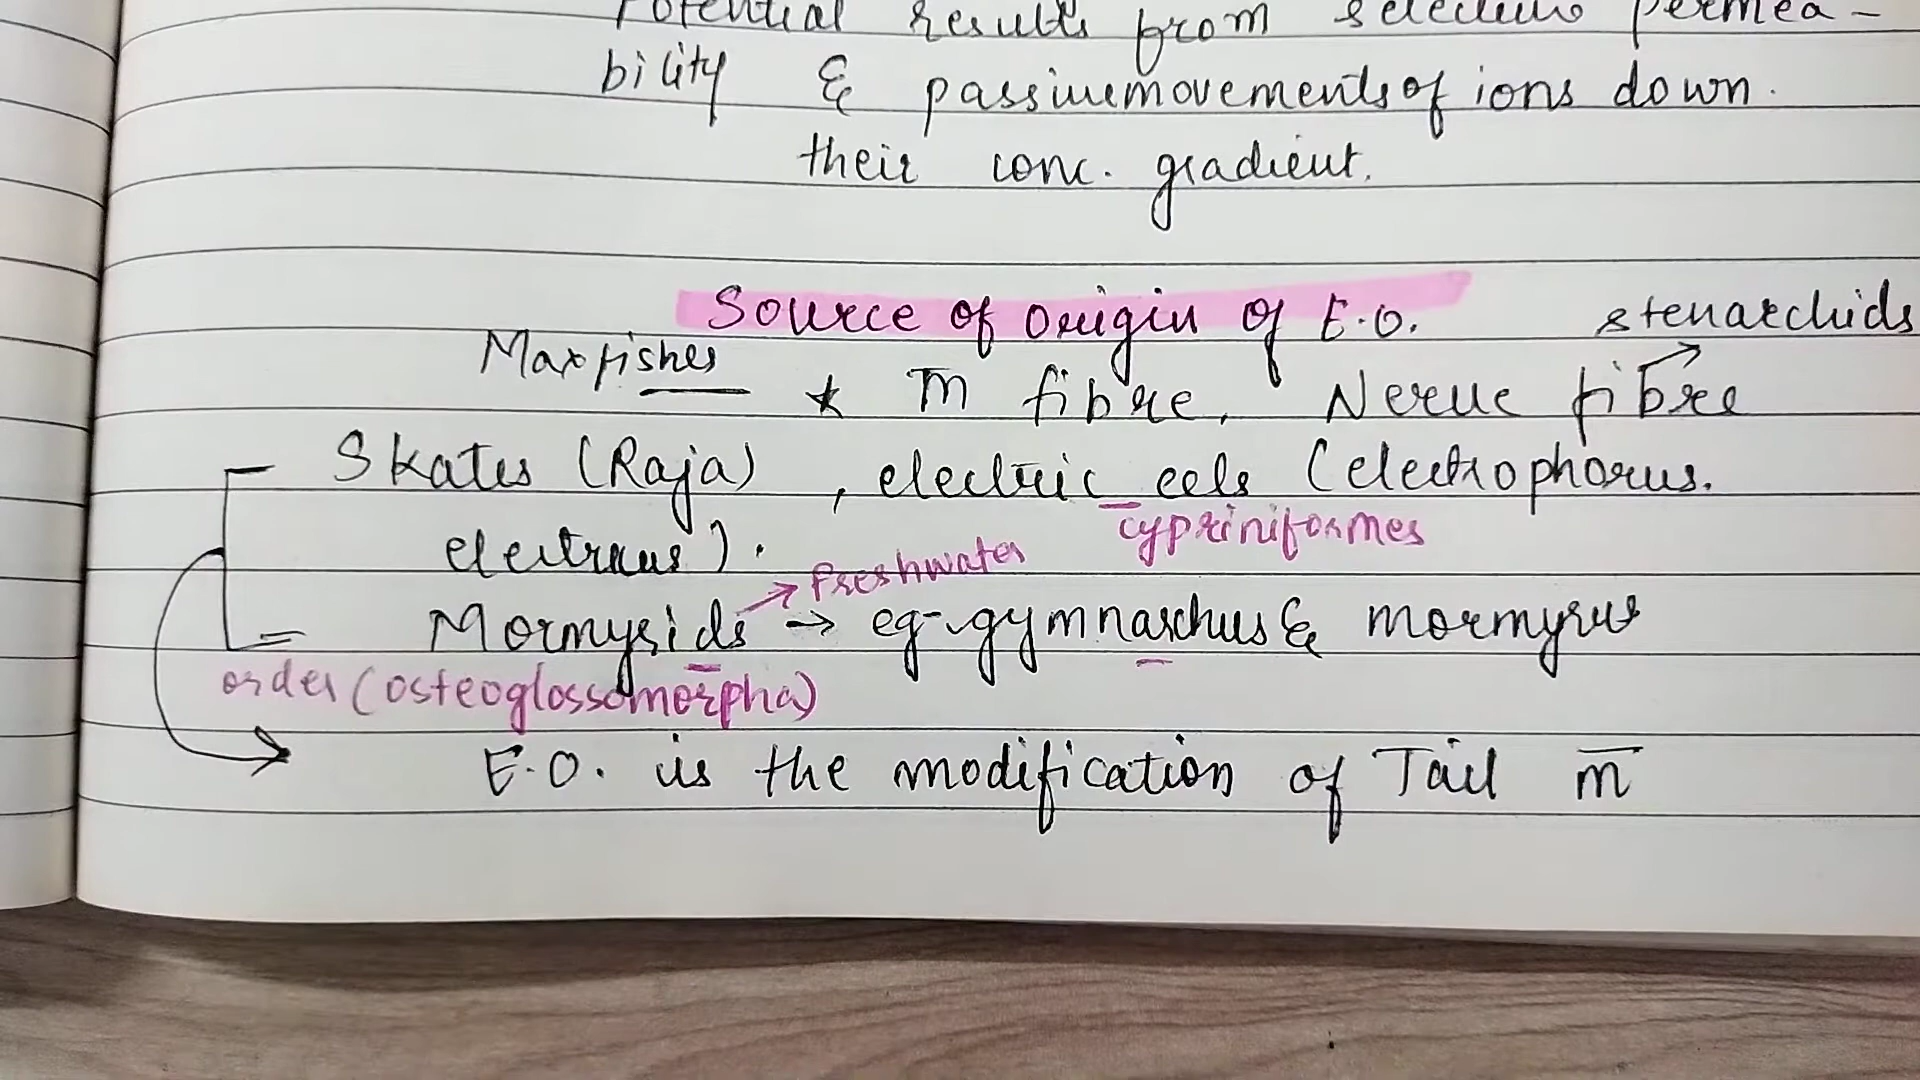 Potential results from selective permea-
bility & passive movements of ions down.
their conc. gradient.
Source of origin of E.O.
stenarchids
Max fishes
* m̅ fibre, Nerve fibre
Skates (Raja), electric eels (electrophorus.
cypriniformes
electricus).
Freshwater
Mormyrids → eg- gymnarchus & mormyrus
order (osteoglossomorpha)
E.O. is the modification of Tail m̅